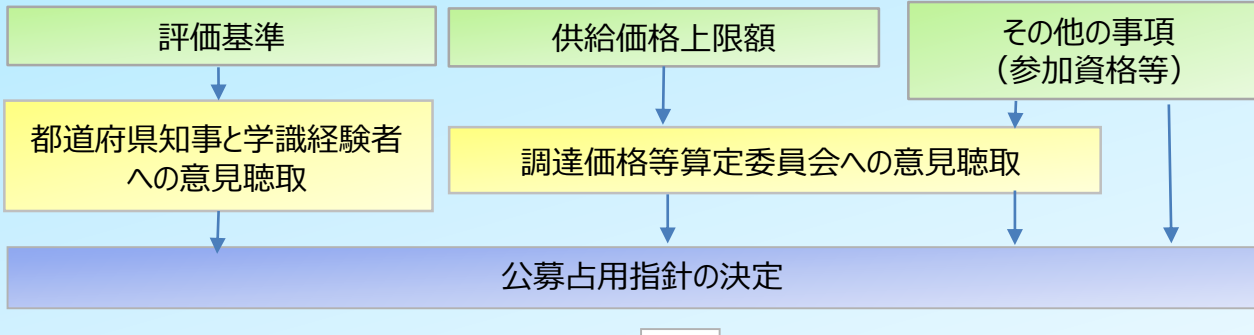 評価基準
供給価格上限額
その他の事項
（参加資格等）
都道府県知事と学識経験者
への意見聴取
調達価格等算定委員会への意見聴取
公募占用指針の決定